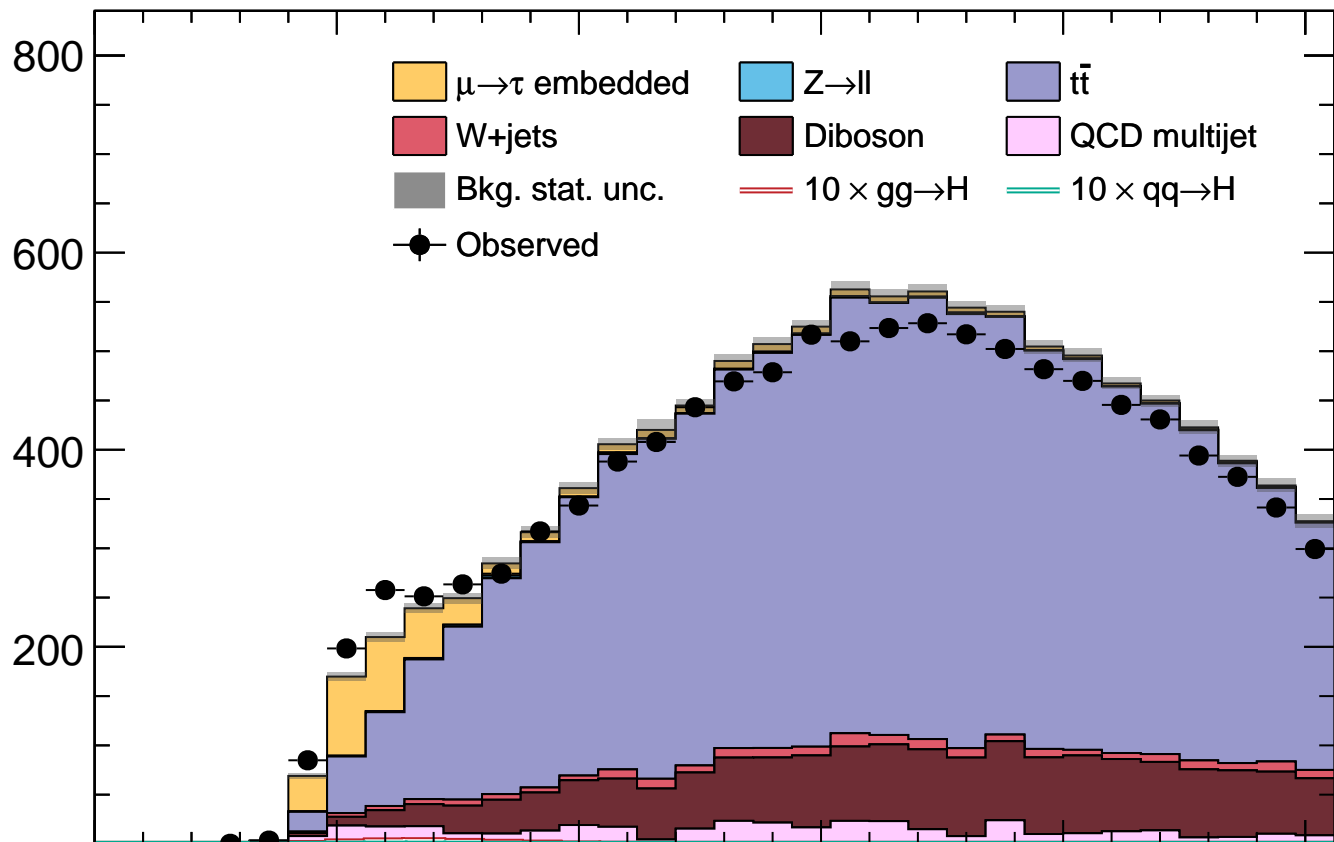 800
μ→τ embedded Z→ll tt̄
W+jets Diboson QCD multijet
Bkg. stat. unc. 10 × gg→H 10 × qq→H
600 Observed
400
200